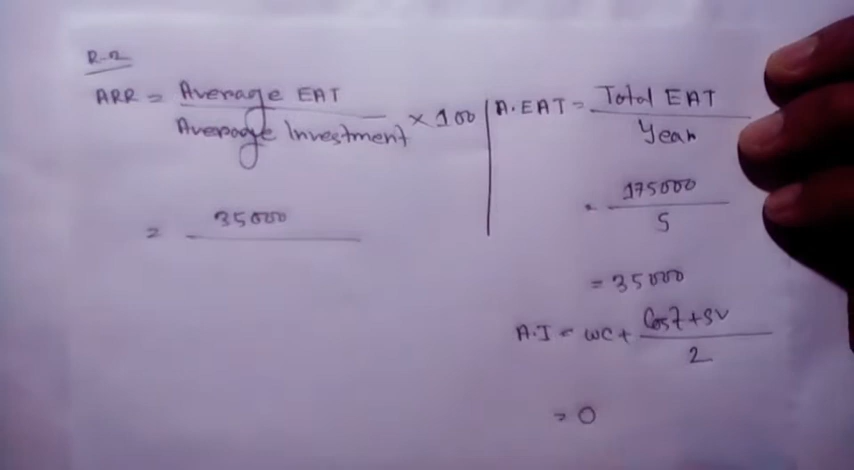 R-2
ARR = Average EAT / Average Investment × 100
= 35000
A.EAT = Total EAT / Year
= 175000 / 5
= 35000
A.I = WC + Cost + SV / 2
= 0